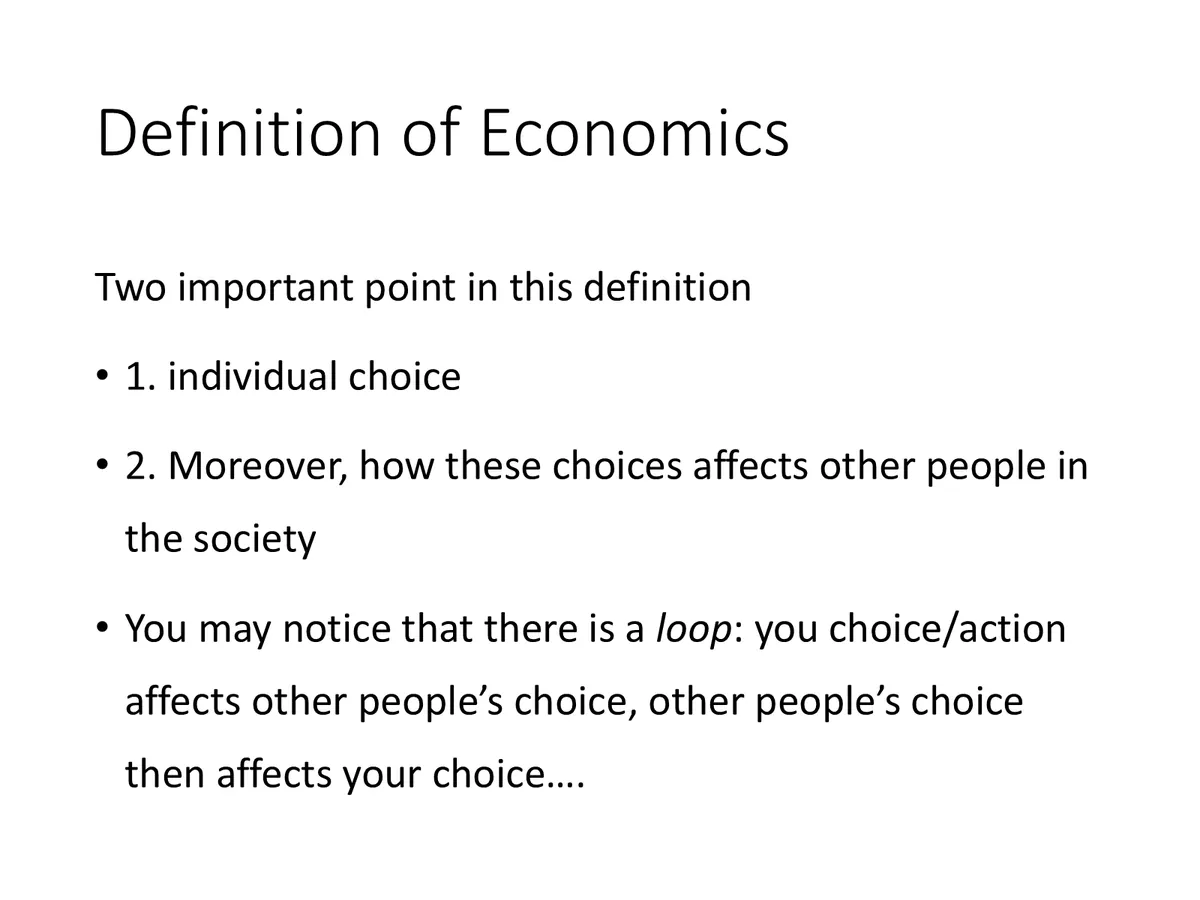 Definition of Economics
Two important point in this definition
• 1. individual choice
• 2. Moreover, how these choices affects other people in
the society
• You may notice that there is a loop: you choice/action
affects other people’s choice, other people’s choice
then affects your choice….